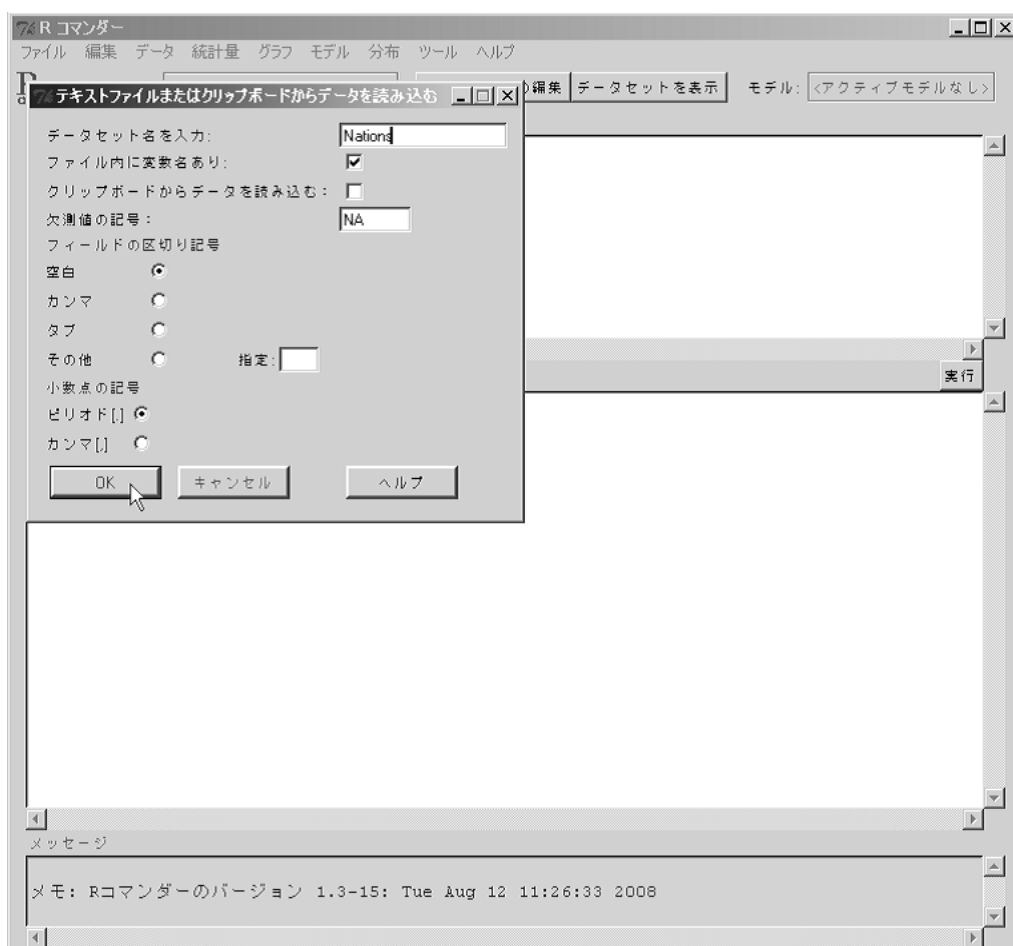 R コマンダー
ファイル 編集 データ 統計量 グラフ モデル 分布 ツール ヘルプ
の編集 データセットを表示 モデル: <アクティブモデルなし>
テキストファイルまたはクリップボードからデータを読み込む
データセット名を入力: Nations
ファイル内に変数名あり:
クリップボードからデータを読み込む:
欠測値の記号: NA
フィールドの区切り記号
空白
カンマ
タブ
その他 指定:
小数点の記号
ピリオド[.]
カンマ[,]
OK キャンセル ヘルプ
実行
メッセージ
メモ: Rコマンダーのバージョン 1.3-15: Tue Aug 12 11:26:33 2008